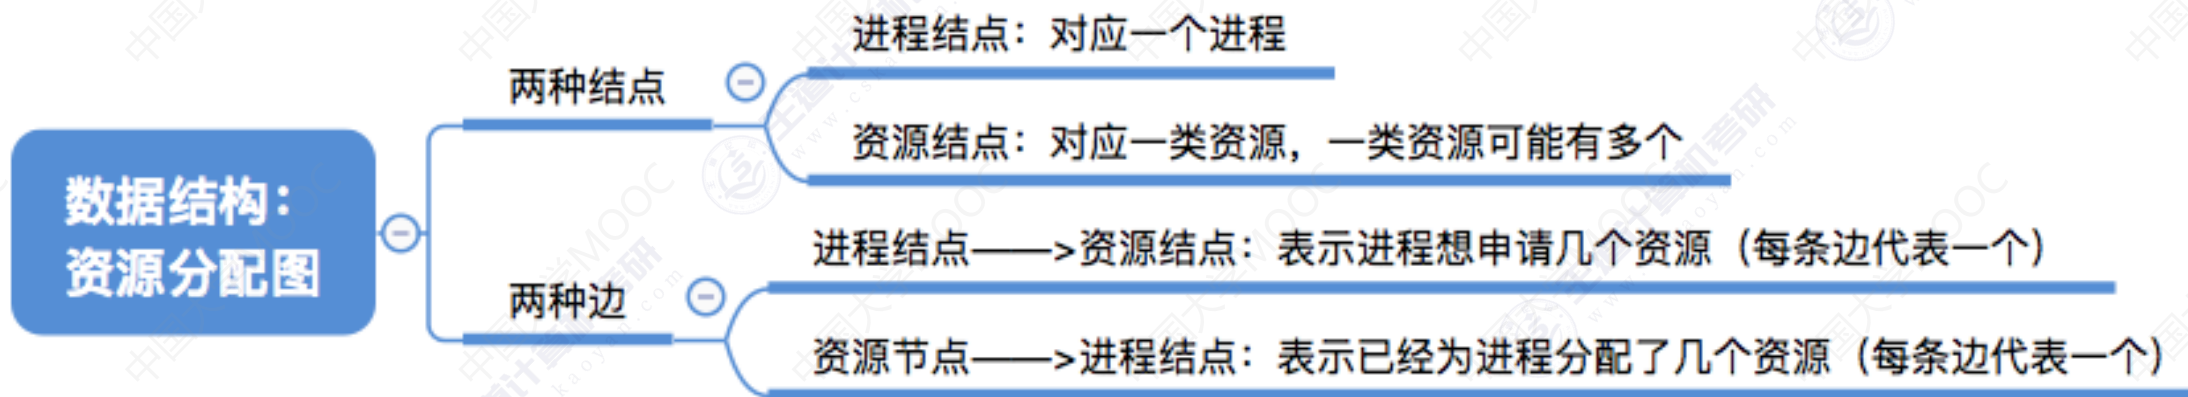 进程结点：对应一个进程
两种结点
资源结点：对应一类资源，一类资源可能有多个
数据结构：
资源分配图
进程结点——>资源结点：表示进程想申请几个资源（每条边代表一个）
两种边
资源节点——>进程结点：表示已经为进程分配了几个资源（每条边代表一个）